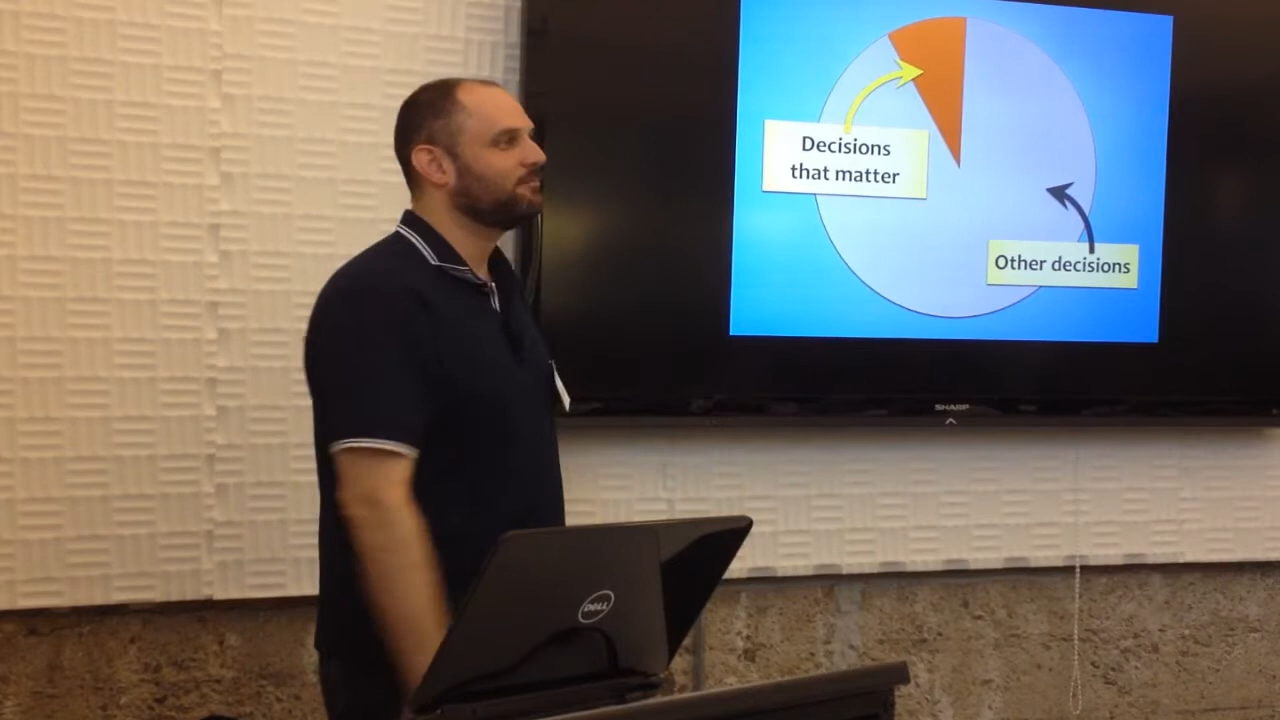 Decisions
that matter
Other decisions
SHARP
DELL